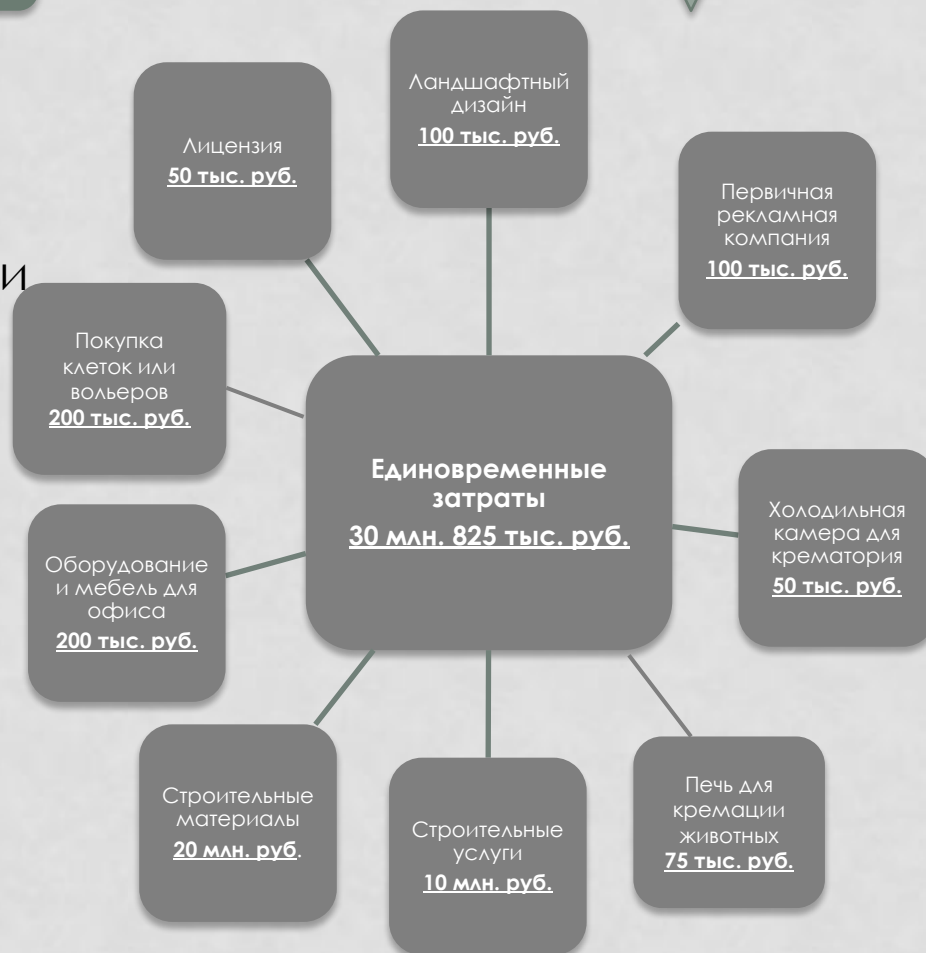 Ландшафтный
дизайн
100 тыс. руб.
Лицензия
50 тыс. руб.
Первичная
рекламная
компания
100 тыс. руб.
и
Покупка
клеток или
вольеров
200 тыс. руб.
Единовременные
затраты
30 млн. 825 тыс. руб.
Холодильная
камера для
крематория
50 тыс. руб.
Оборудование
и мебель для
офиса
200 тыс. руб.
Строительные
материалы
20 млн. руб.
Строительные
услуги
10 млн. руб.
Печь для
кремации
животных
75 тыс. руб.